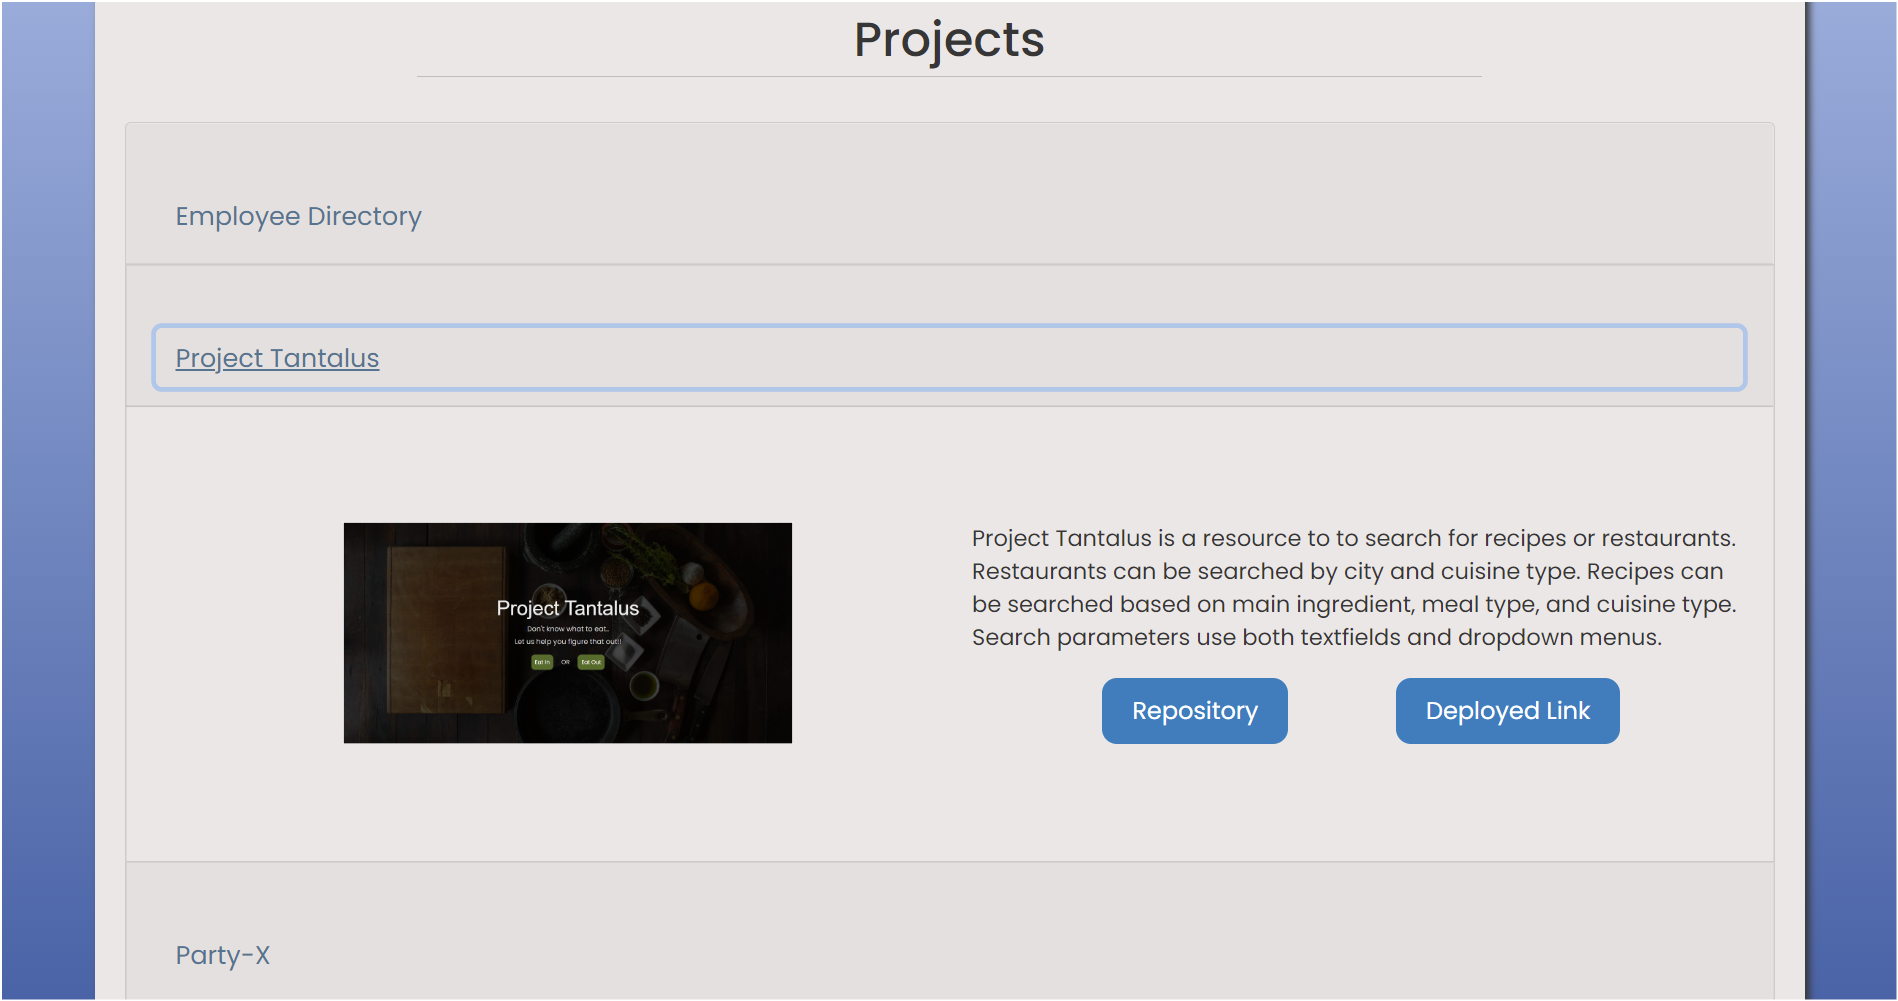 Projects
Employee Directory
Project Tantalus
Project Tantalus
Don't know what to eat..
Let us help you figure that out!!
Eat In OR Eat Out
Project Tantalus is a resource to to search for recipes or restaurants.
Restaurants can be searched by city and cuisine type. Recipes can
be searched based on main ingredient, meal type, and cuisine type.
Search parameters use both textfields and dropdown menus.
Repository Deployed Link
Party-X